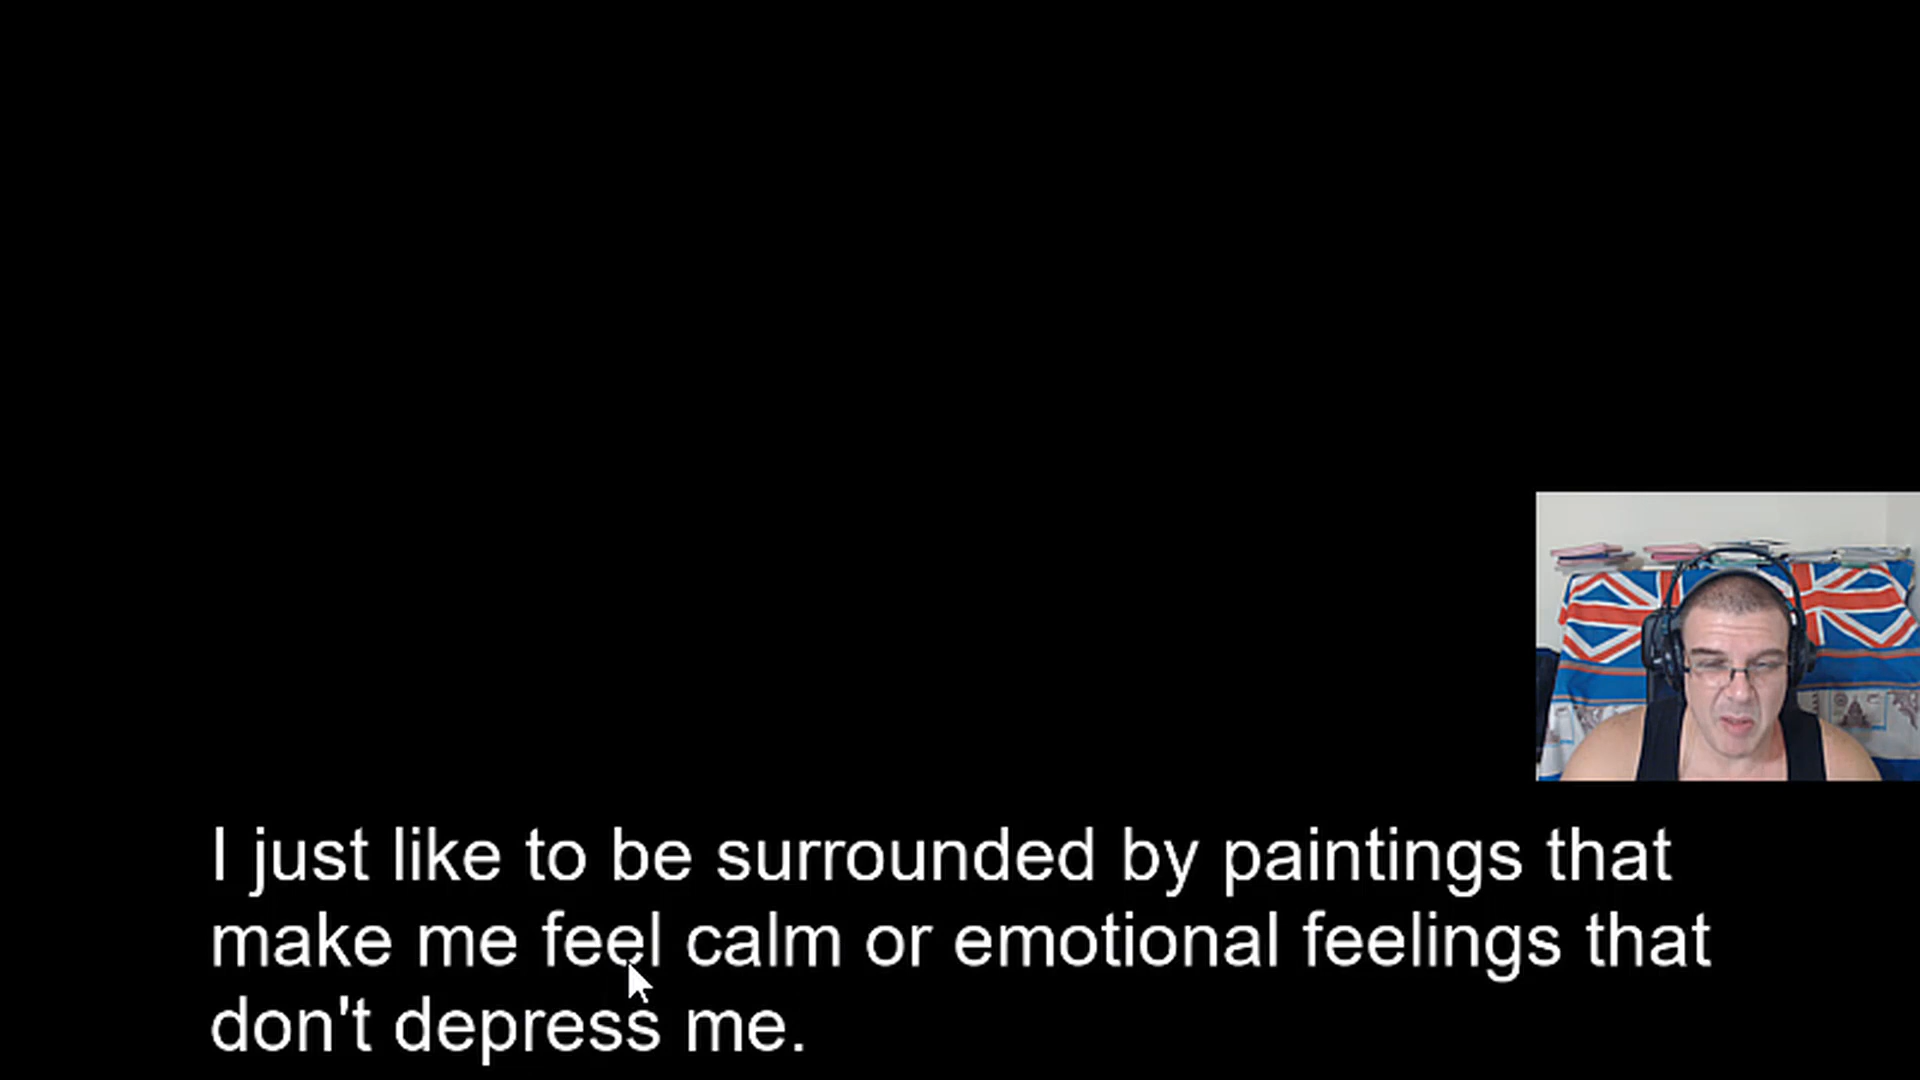 I just like to be surrounded by paintings that
make me feel calm or emotional feelings that
don't depress me.